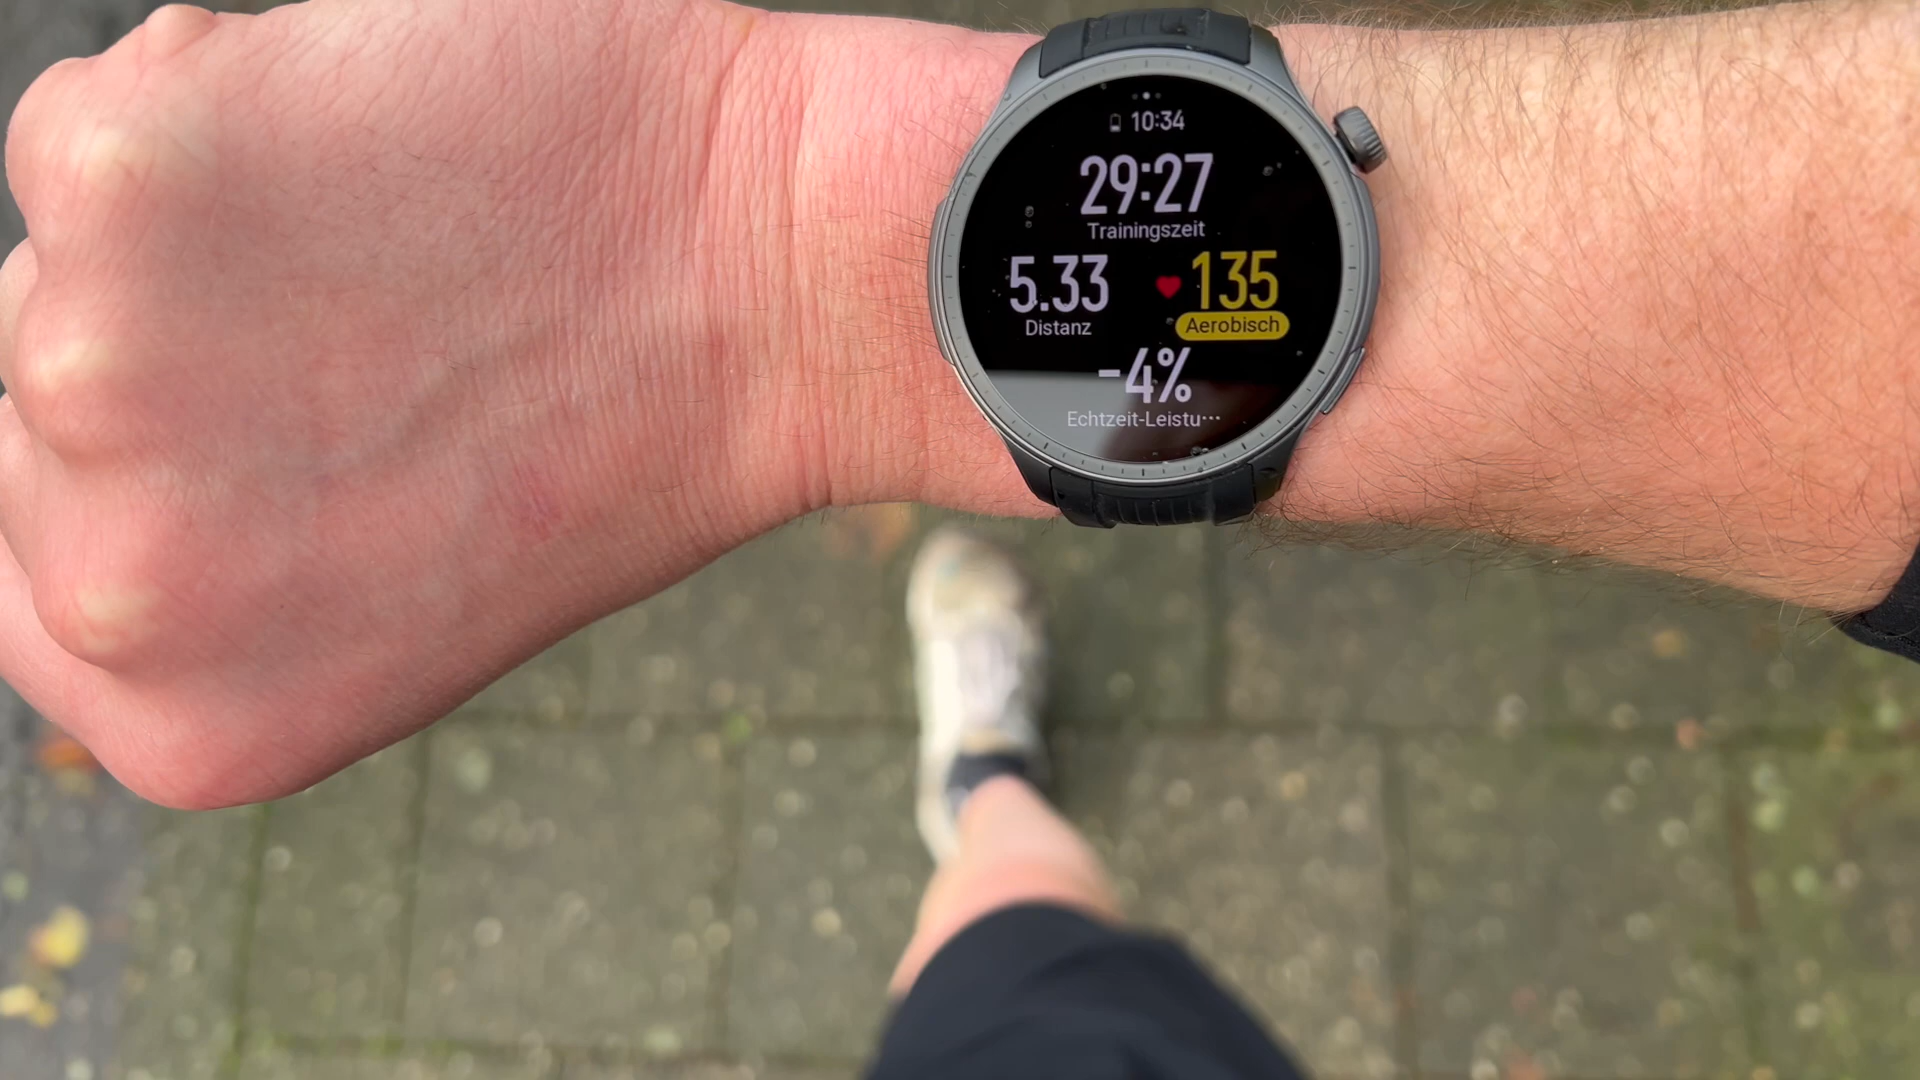 10:34
29:27
Trainingszeit
5.33
135
Distanz
Aerobisch
-4%
Echtzeit-Leistu···